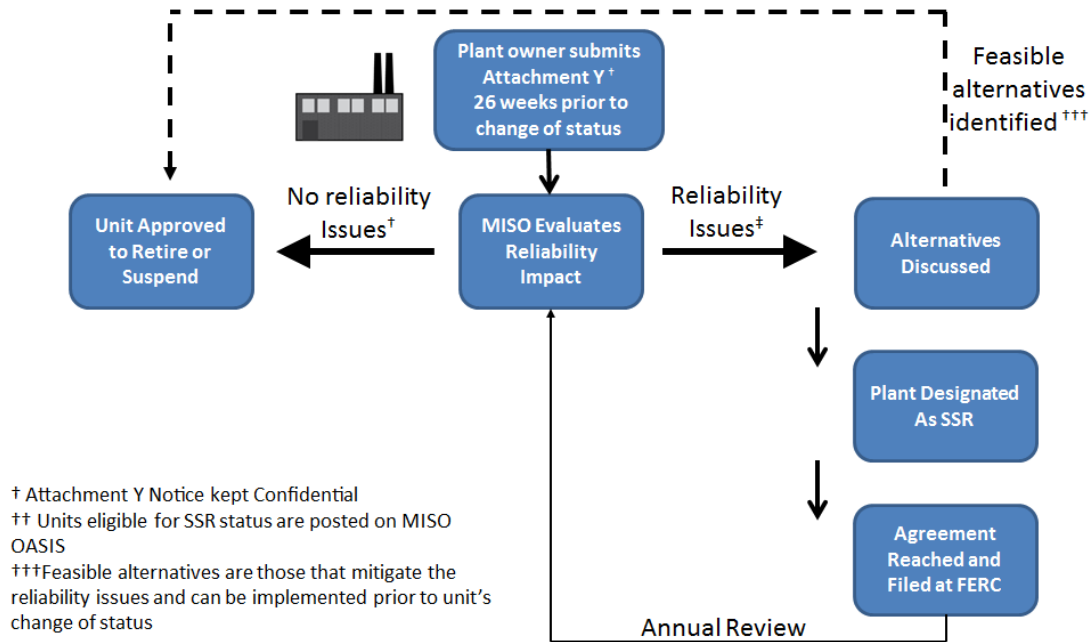 Plant owner submits
Attachment Y †
26 weeks prior to
change of status
Feasible
alternatives
identified †††
No reliability
Issues†
Reliability
Issues‡
Unit Approved
to Retire or
Suspend
MISO Evaluates
Reliability
Impact
Alternatives
Discussed
Plant Designated
As SSR
Agreement
Reached and
Filed at FERC
Annual Review
† Attachment Y Notice kept Confidential
†† Units eligible for SSR status are posted on MISO
OASIS
†††Feasible alternatives are those that mitigate the
reliability issues and can be implemented prior to unit's
change of status